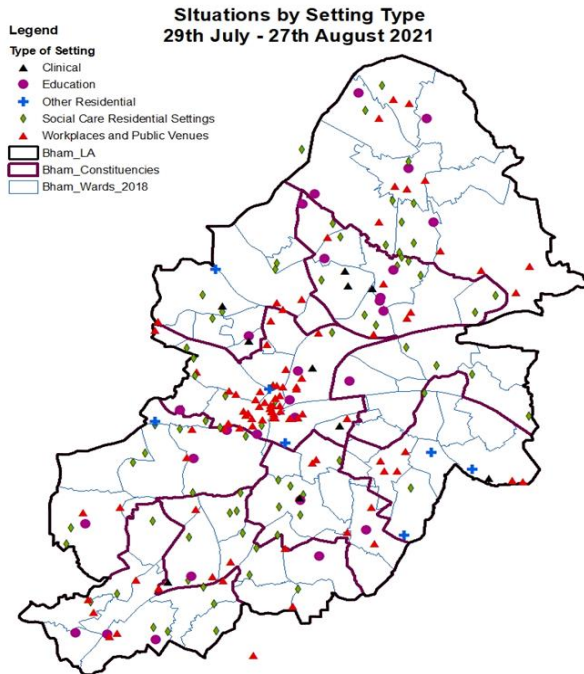 SItuations by Setting Type
29th July - 27th August 2021
Legend
Type of Setting
Clinical
Education
Other Residential
Social Care Residential Settings
Workplaces and Public Venues
Bham_LA
Bham_Constituencies
Bham_Wards_2018